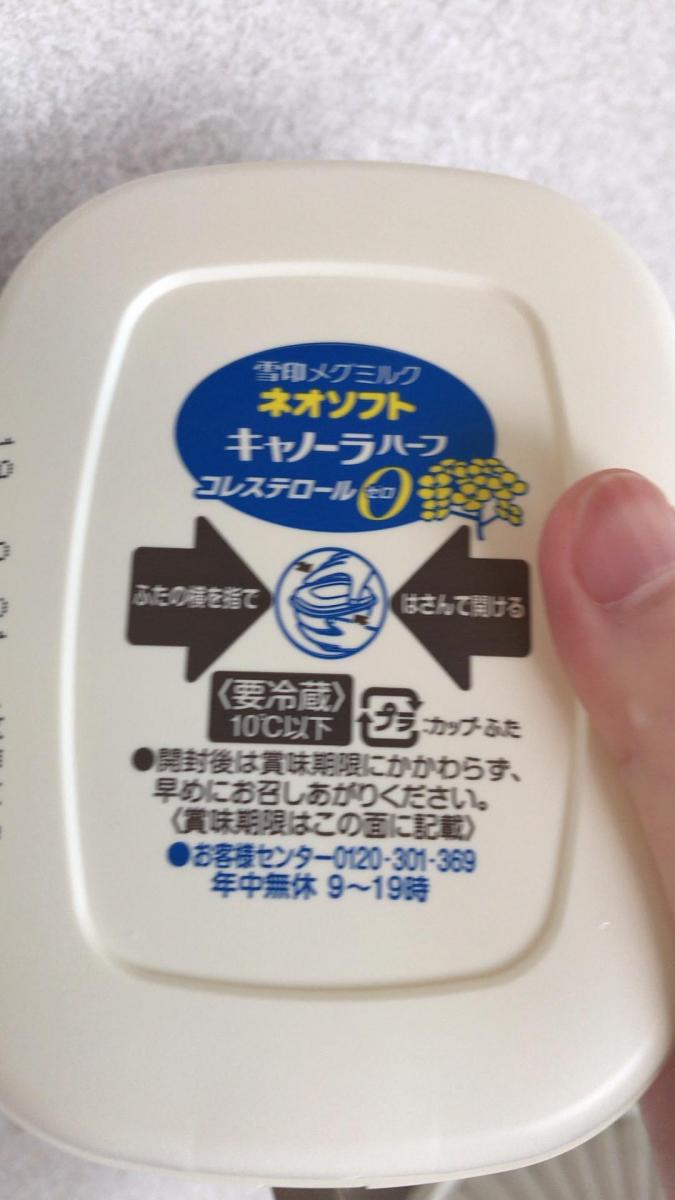 雪印メグミルク
ネオソフト
キャノーラハーフ
コレステロール0ゼロ
ふたの横を指で はさんで開ける
〈要冷蔵〉
10℃以下
プラ :カップ・ふた
●開封後は賞味期限にかかわらず、
早めにお召しあがりください。
〈賞味期限はこの面に記載〉
●お客様センター0120-301-369
年中無休 9〜19時